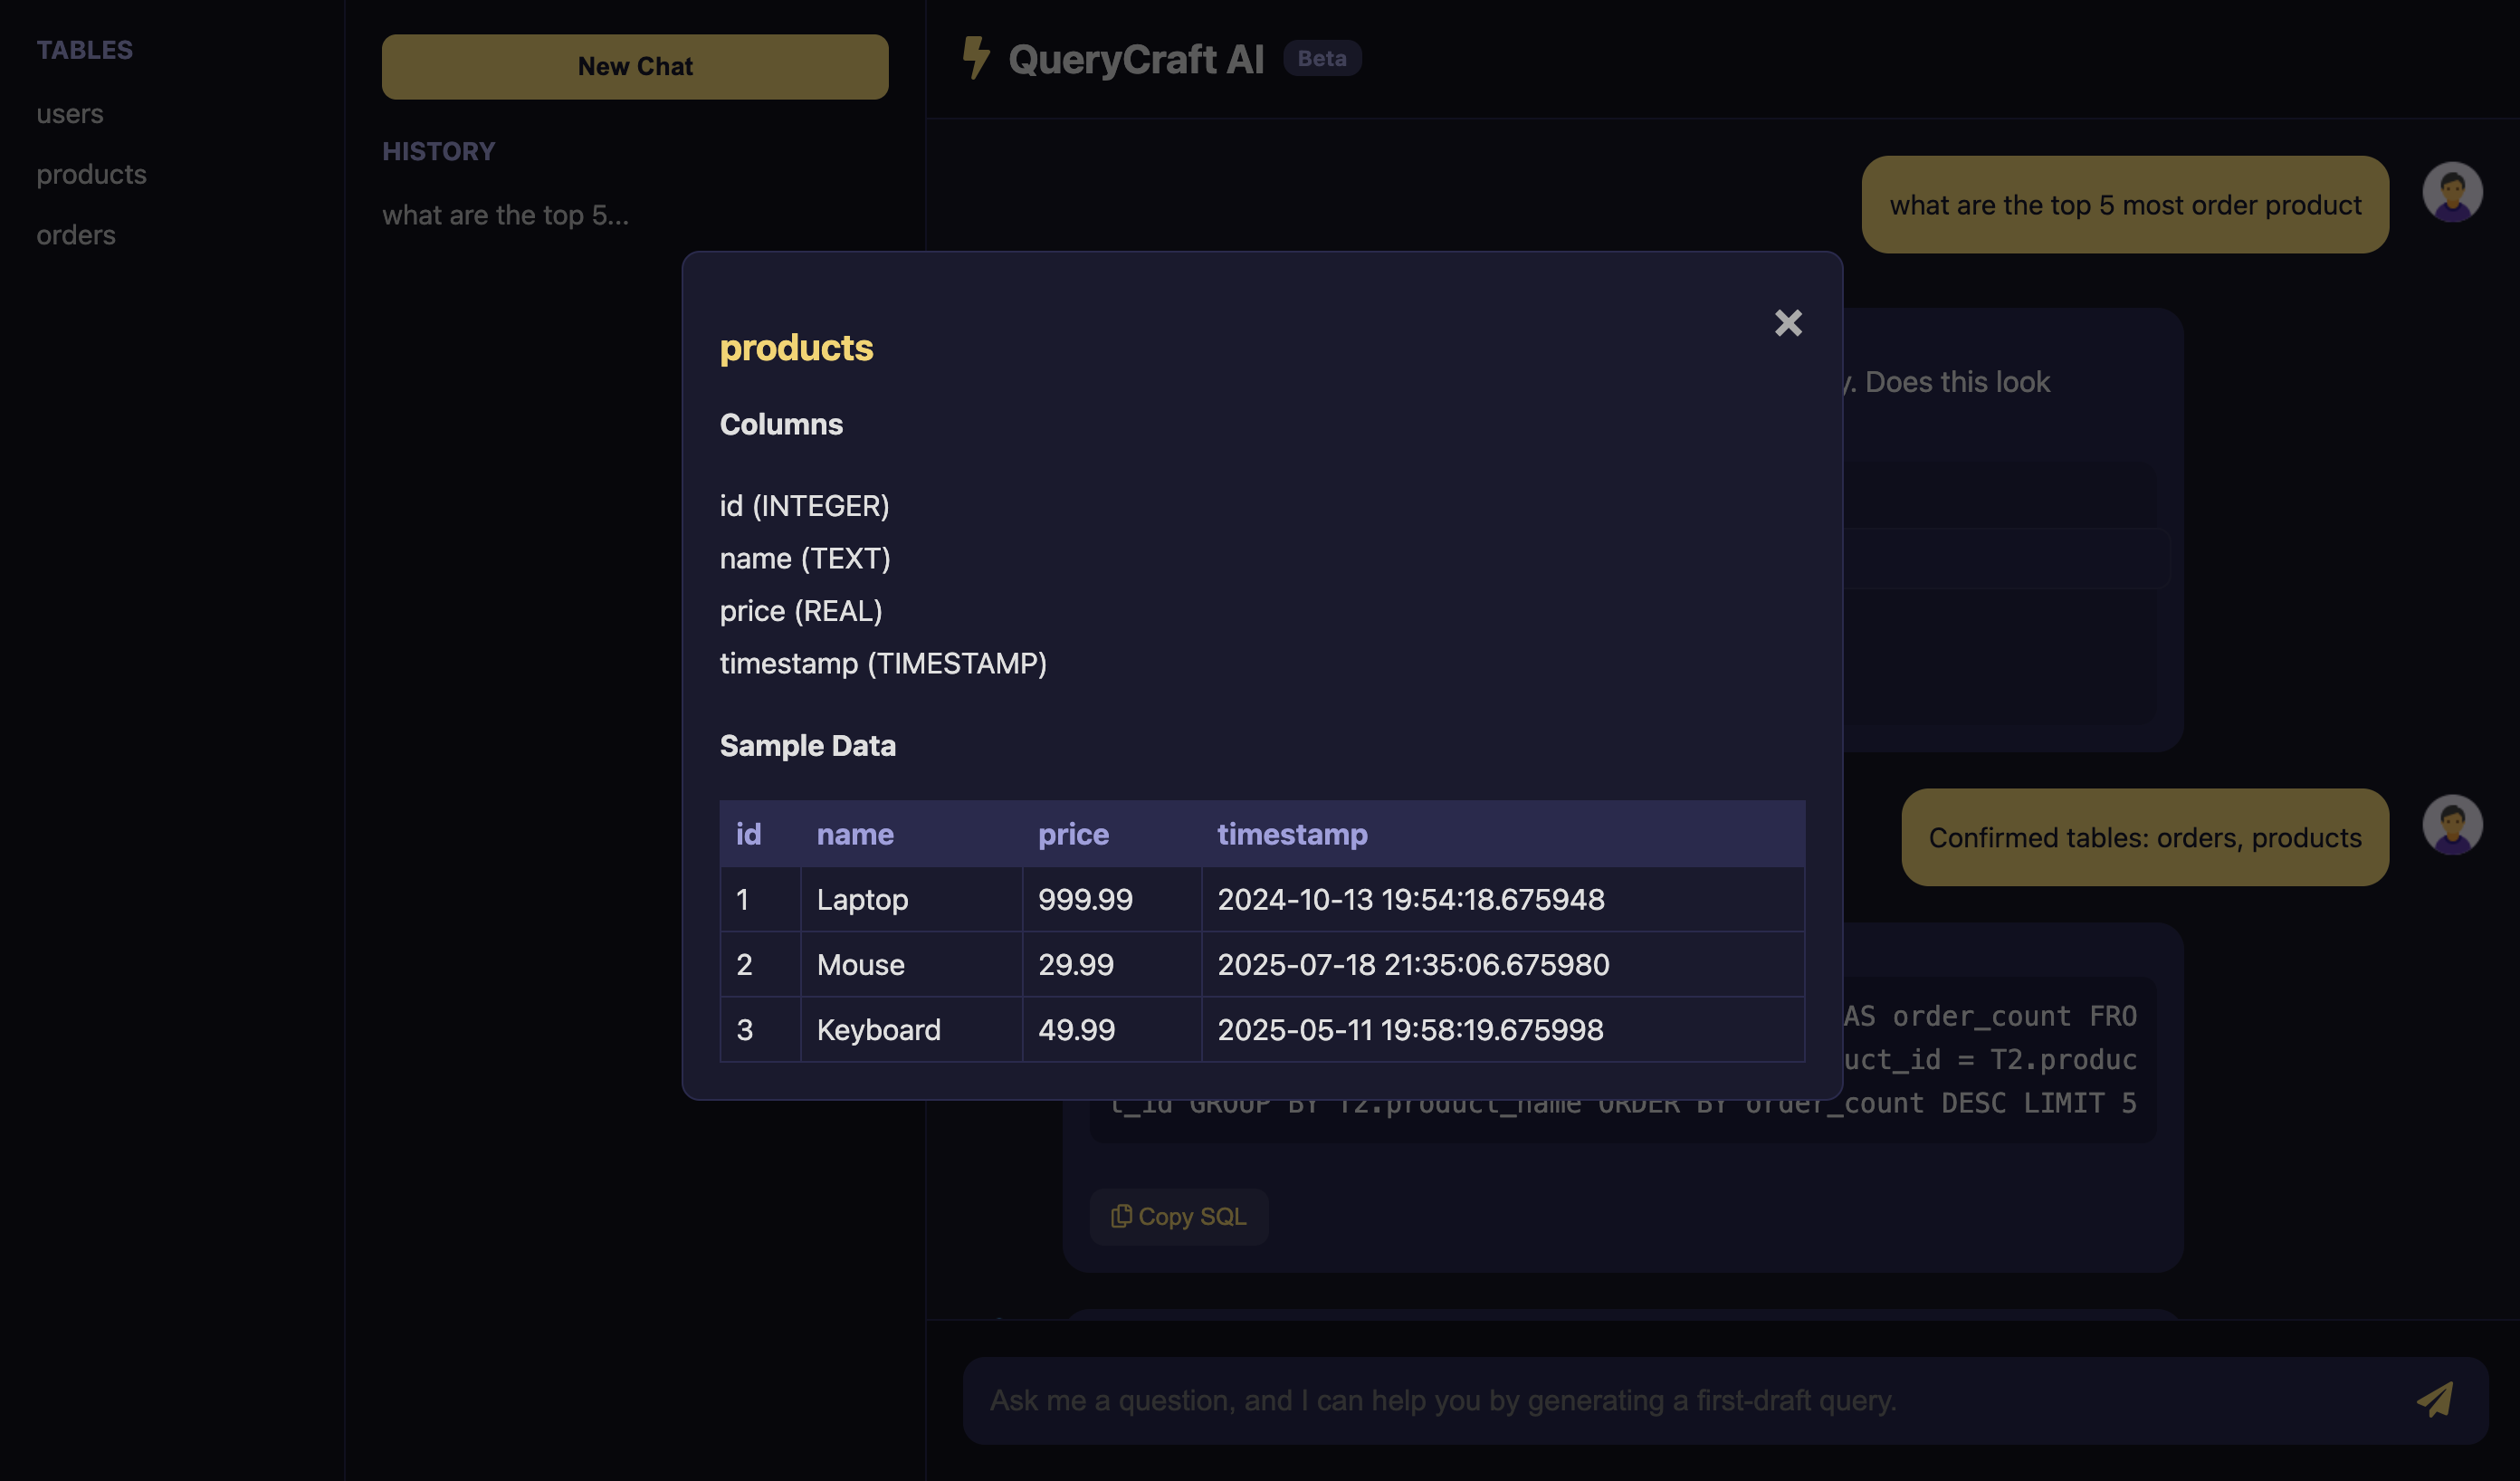 TABLES
users
products
orders
New Chat
HISTORY
what are the top 5...
QueryCraft AI
Beta
what are the top 5 most order product
. Does this look
products
Columns
id (INTEGER)
name (TEXT)
price (REAL)
timestamp (TIMESTAMP)
Sample Data
id name price timestamp
1 Laptop 999.99 2024-10-13 19:54:18.675948
2 Mouse 29.99 2025-07-18 21:35:06.675980
3 Keyboard 49.99 2025-05-11 19:58:19.675998
Confirmed tables: orders, products
AS order_count FRO
uct_id = T2.produc
t_id GROUP BY T2.product_name ORDER BY order_count DESC LIMIT 5
Copy SQL
Ask me a question, and I can help you by generating a first-draft query.